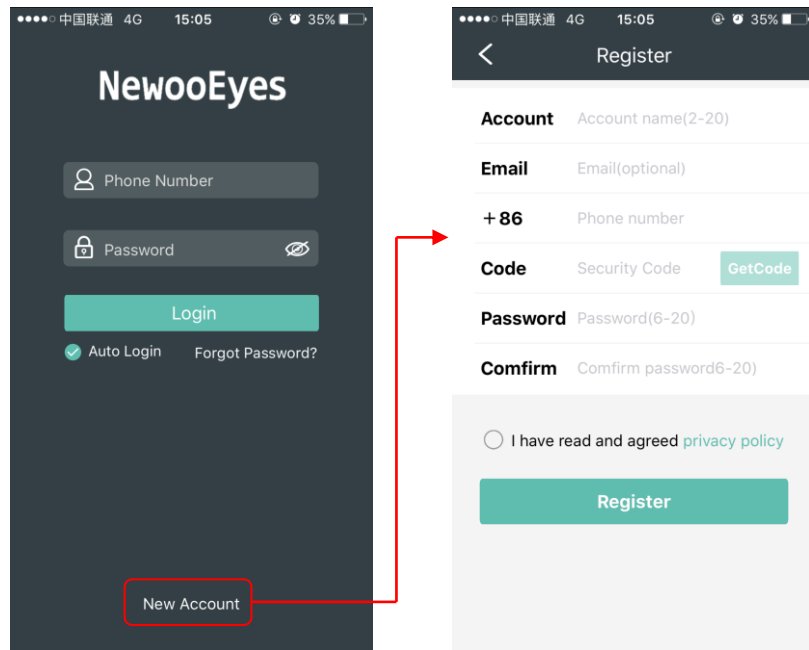 中国联通 4G 15:05 35%
NewooEyes
Phone Number
Password
Login
Auto Login Forgot Password?
New Account
中国联通 4G 15:05 35%
Register
Account Account name(2-20)
Email Email(optional)
+86 Phone number
Code Security Code GetCode
Password Password(6-20)
Comfirm Comfirm password6-20)
I have read and agreed privacy policy
Register